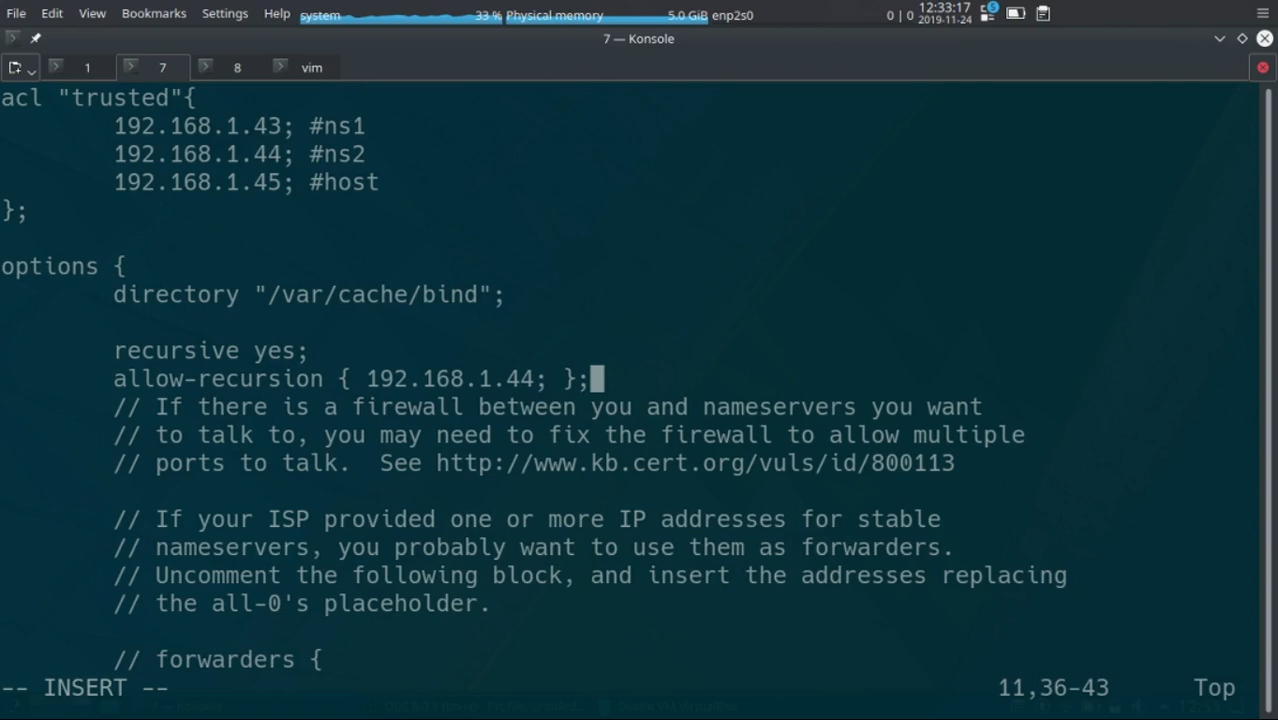 File Edit View Bookmarks Settings Help system 33 % Physical memory 5.0 GiB enp2s0 0 | 0 12:33:17 5
2019-11-24
7 — Konsole
1 7 8 vim
acl "trusted"{
192.168.1.43; #ns1
192.168.1.44; #ns2
192.168.1.45; #host
};
options {
directory "/var/cache/bind";
recursive yes;
allow-recursion { 192.168.1.44; };
// If there is a firewall between you and nameservers you want
// to talk to, you may need to fix the firewall to allow multiple
// ports to talk.  See http://www.kb.cert.org/vuls/id/800113
// If your ISP provided one or more IP addresses for stable
// nameservers, you probably want to use them as forwarders.
// Uncomment the following block, and insert the addresses replacing
// the all-0's placeholder.
// forwarders {
-- INSERT -- 11,36-43 Top